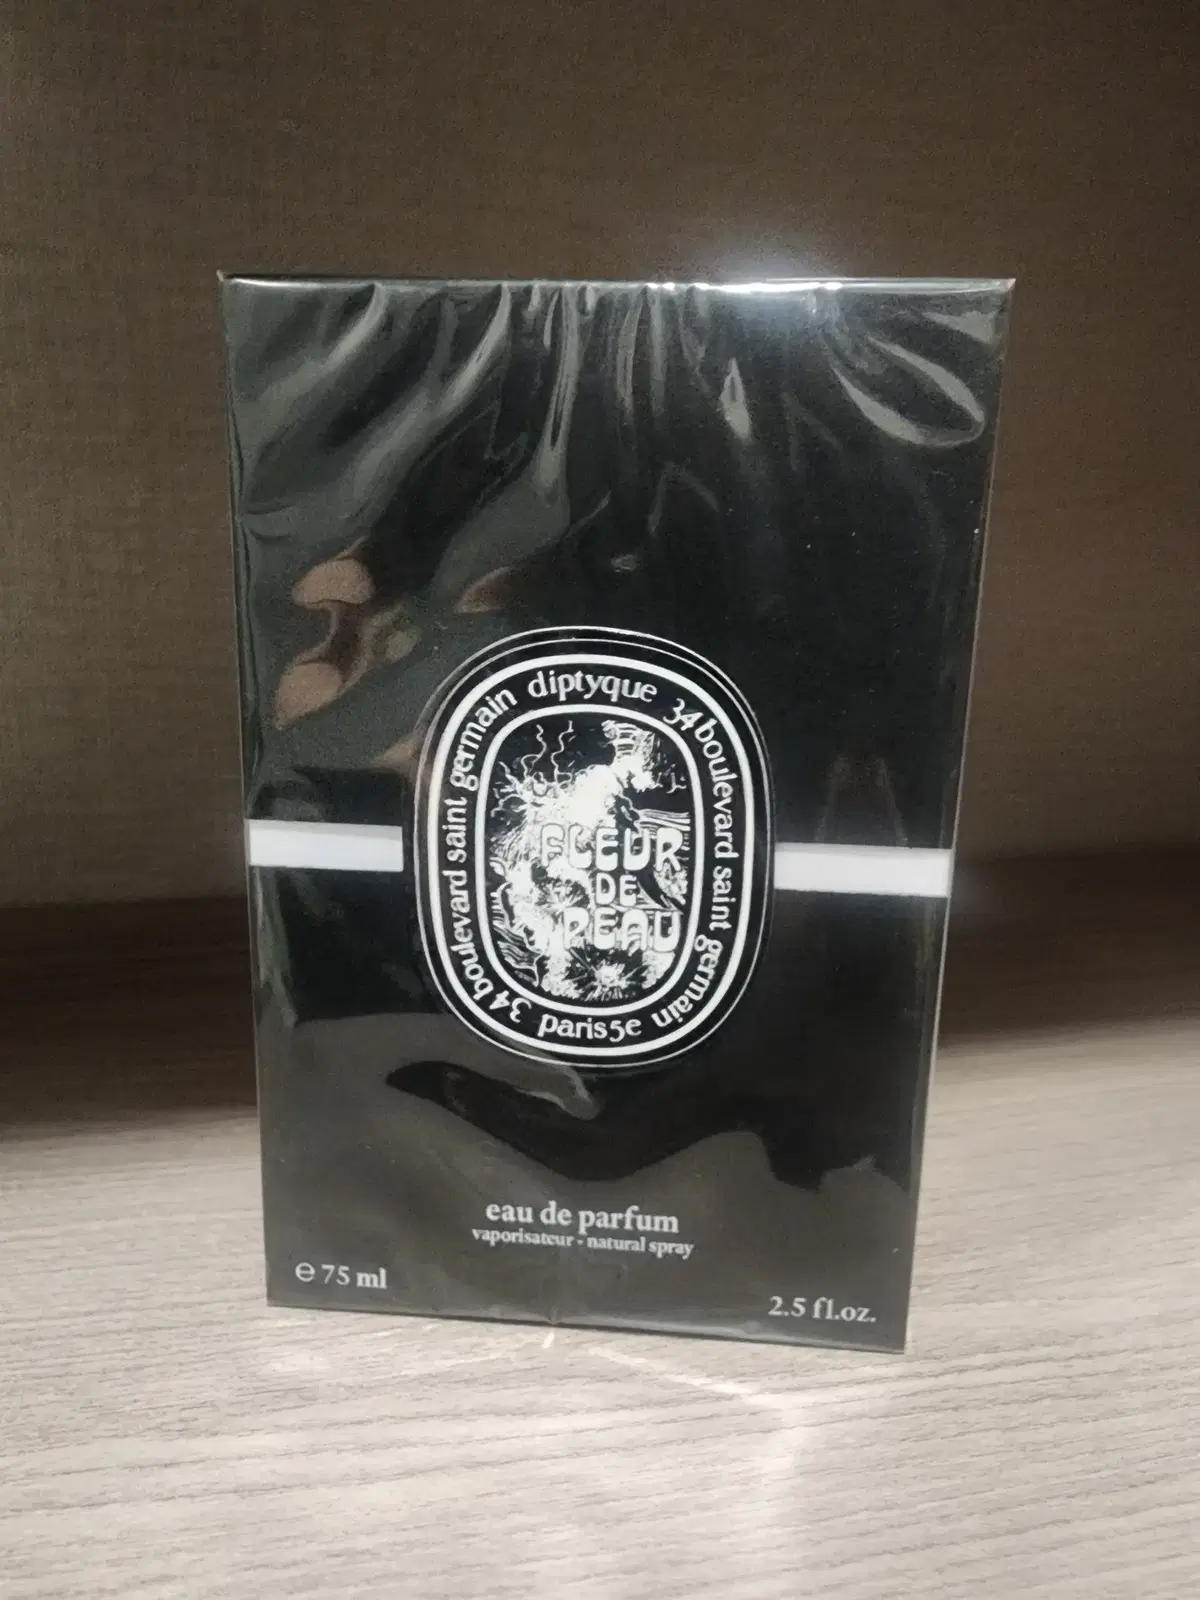 diptyque 34 boulevard saint germain paris5e 34 boulevard saint germain
FLEUR
DE
PEAU
eau de parfum
vaporisateur - natural spray
℮ 75 ml
2.5 fl.oz.